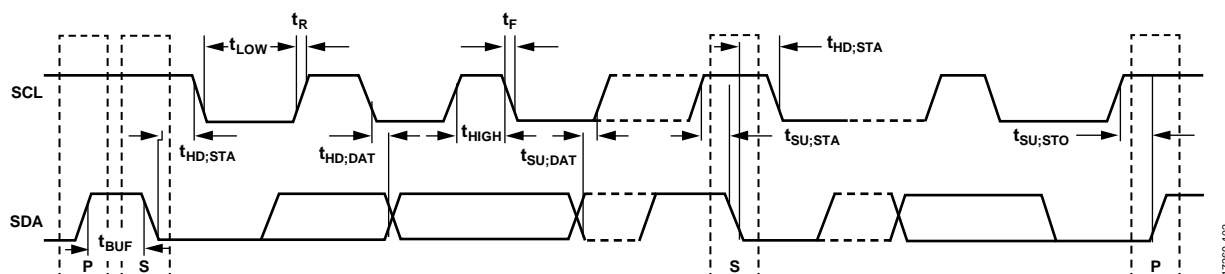 tR
tF
tLOW
tHD;STA
SCL
tHD;STA
tHD;DAT
tHIGH
tSU;DAT
tSU;STA
tSU;STO
SDA
tBUF
P
S
S
P